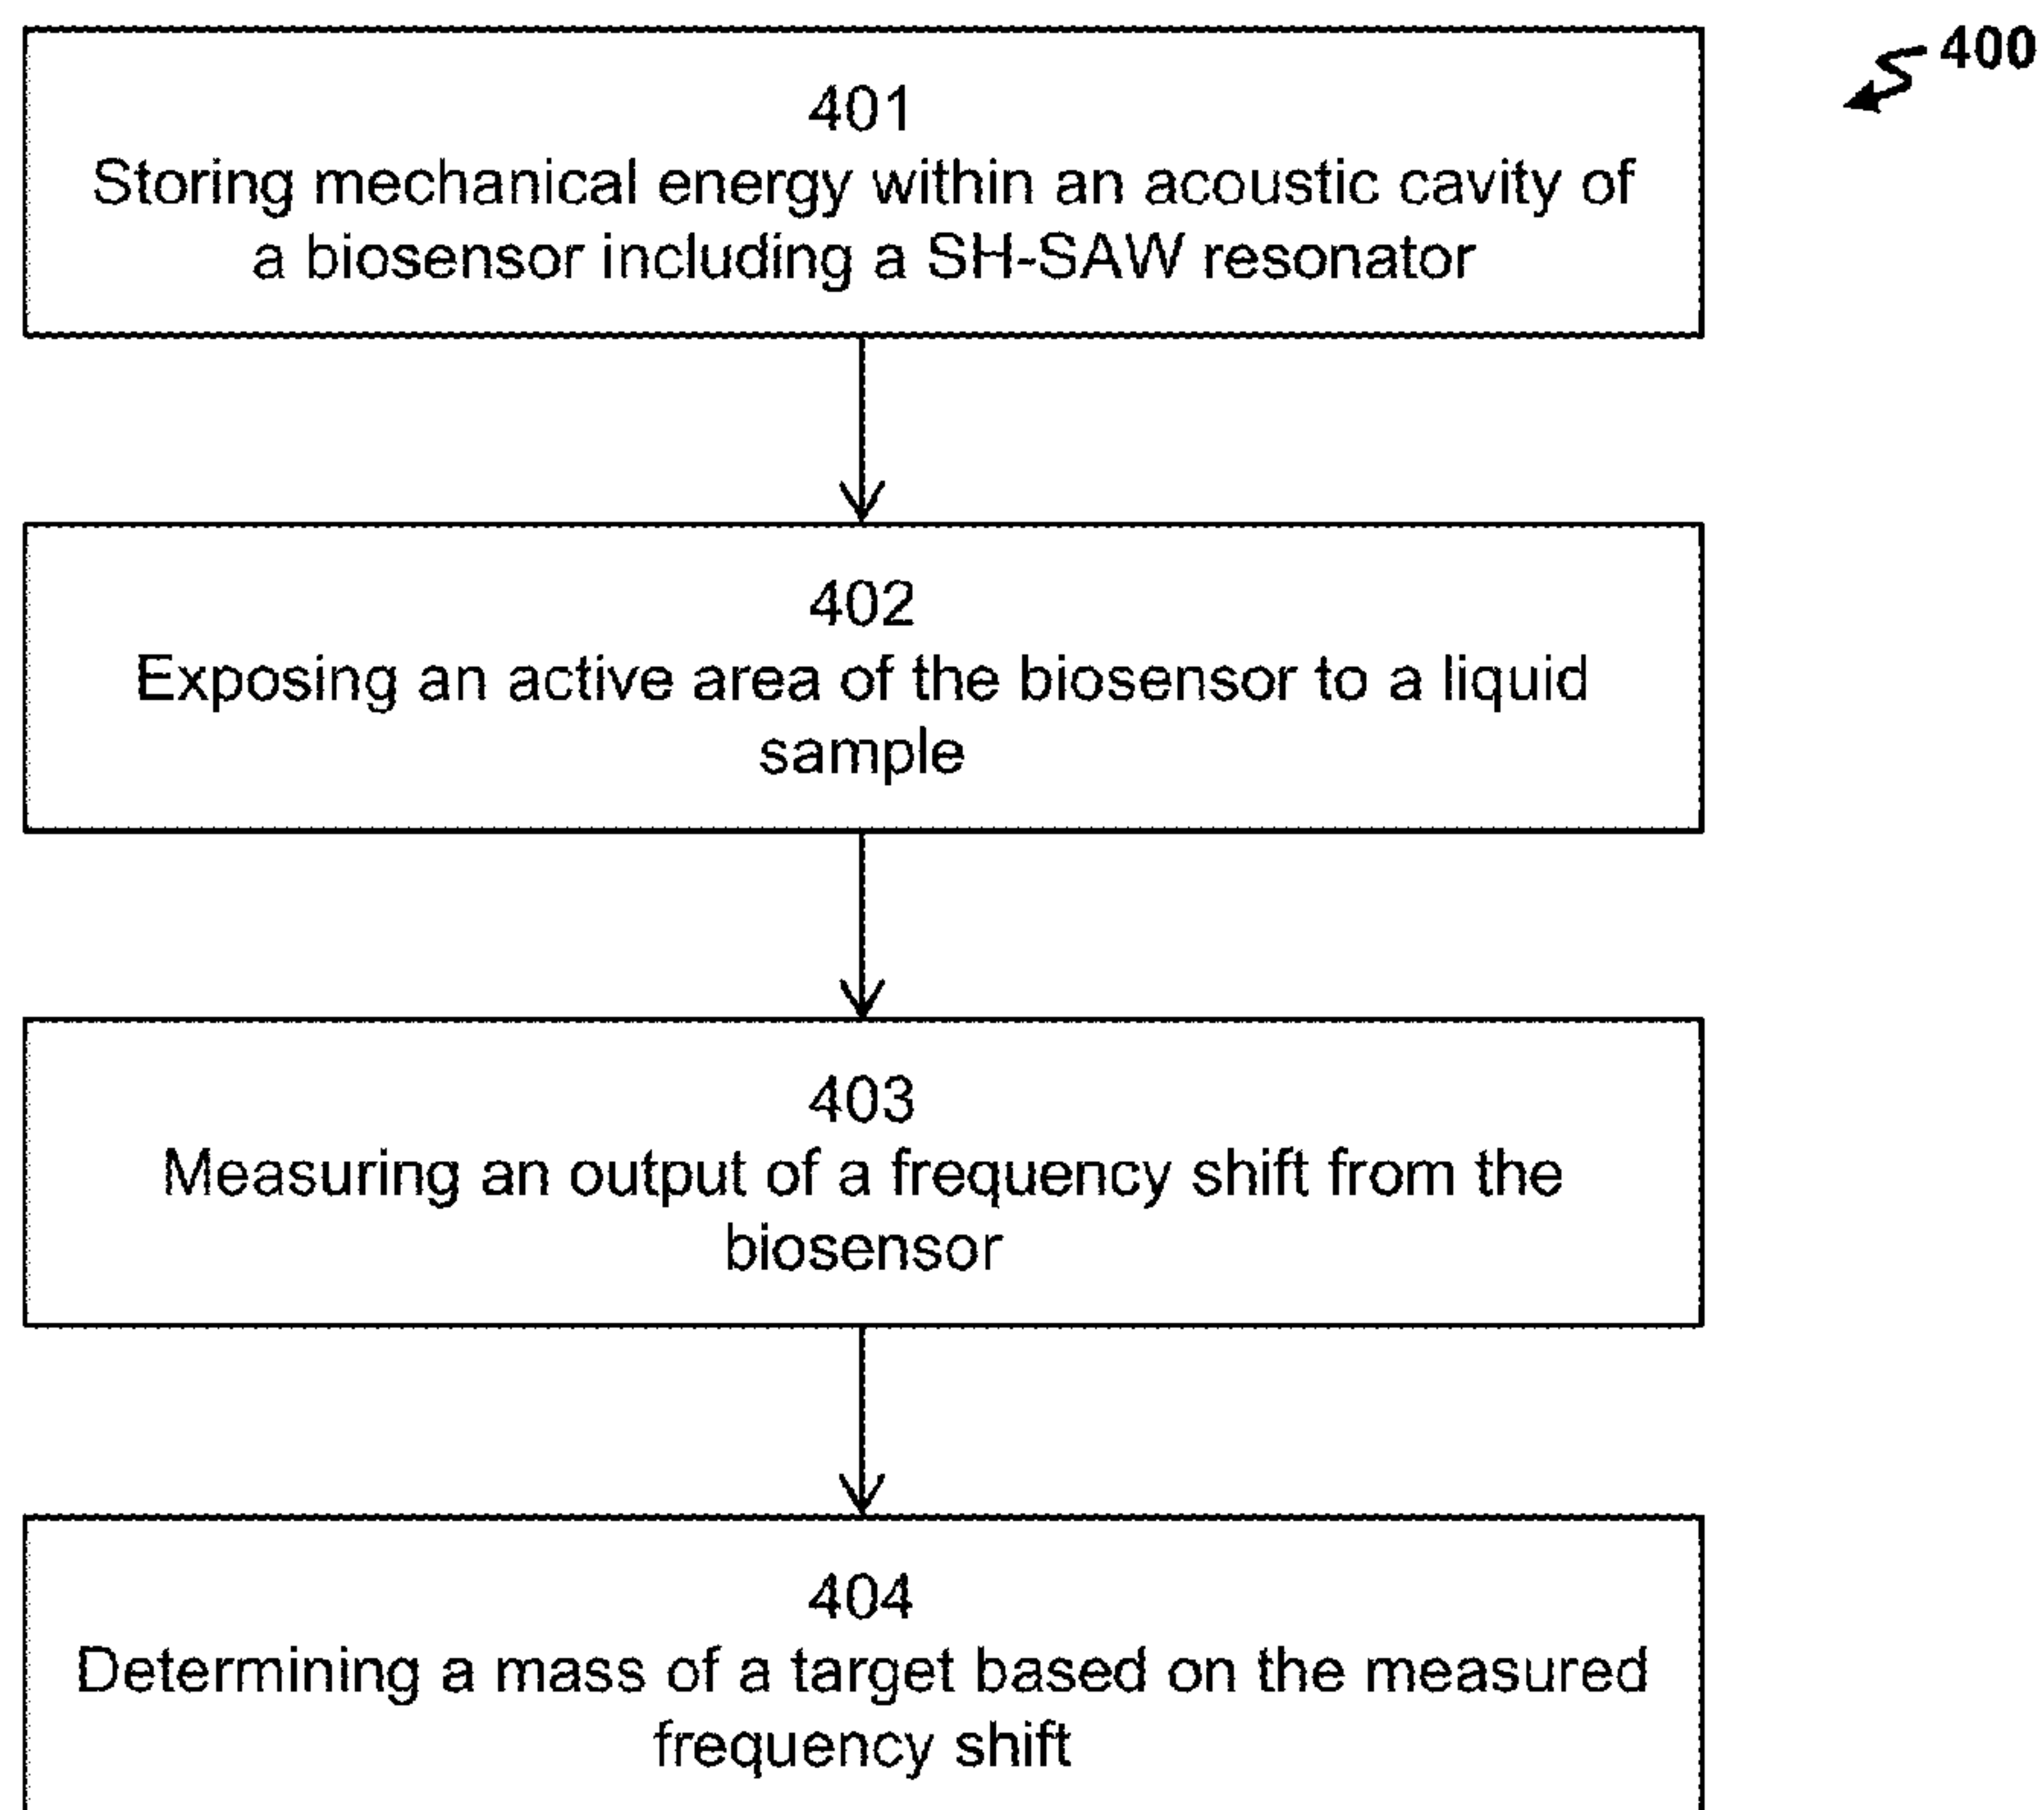 400
401
Storing mechanical energy within an acoustic cavity of
a biosensor including a SH-SAW resonator
402
Exposing an active area of the biosensor to a liquid
sample
403
Measuring an output of a frequency shift from the
biosensor
404
Determining a mass of a target based on the measured
frequency shift